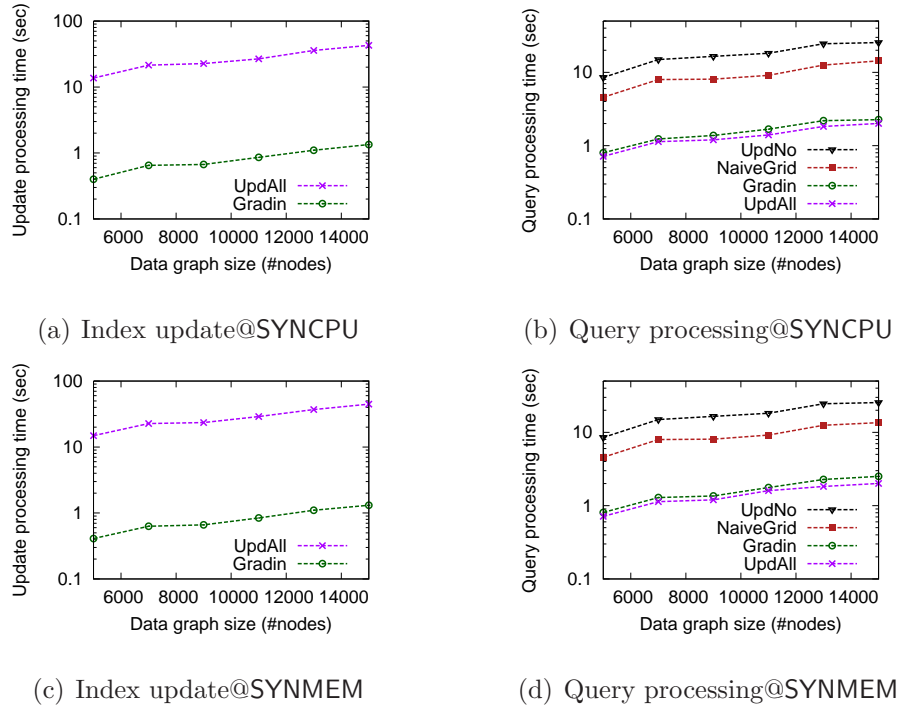 100
10
1
0.1
6000 8000 10000 12000 14000
Update processing time (sec)
Data graph size (#nodes)
UpdAll
Gradin
(a) Index update@SYNCPU
10
1
0.1
6000 8000 10000 12000 14000
Query processing time (sec)
Data graph size (#nodes)
UpdNo
NaiveGrid
Gradin
UpdAll
(b) Query processing@SYNCPU
100
10
1
0.1
6000 8000 10000 12000 14000
Update processing time (sec)
Data graph size (#nodes)
UpdAll
Gradin
(c) Index update@SYNMEM
10
1
0.1
6000 8000 10000 12000 14000
Query processing time (sec)
Data graph size (#nodes)
UpdNo
NaiveGrid
Gradin
UpdAll
(d) Query processing@SYNMEM